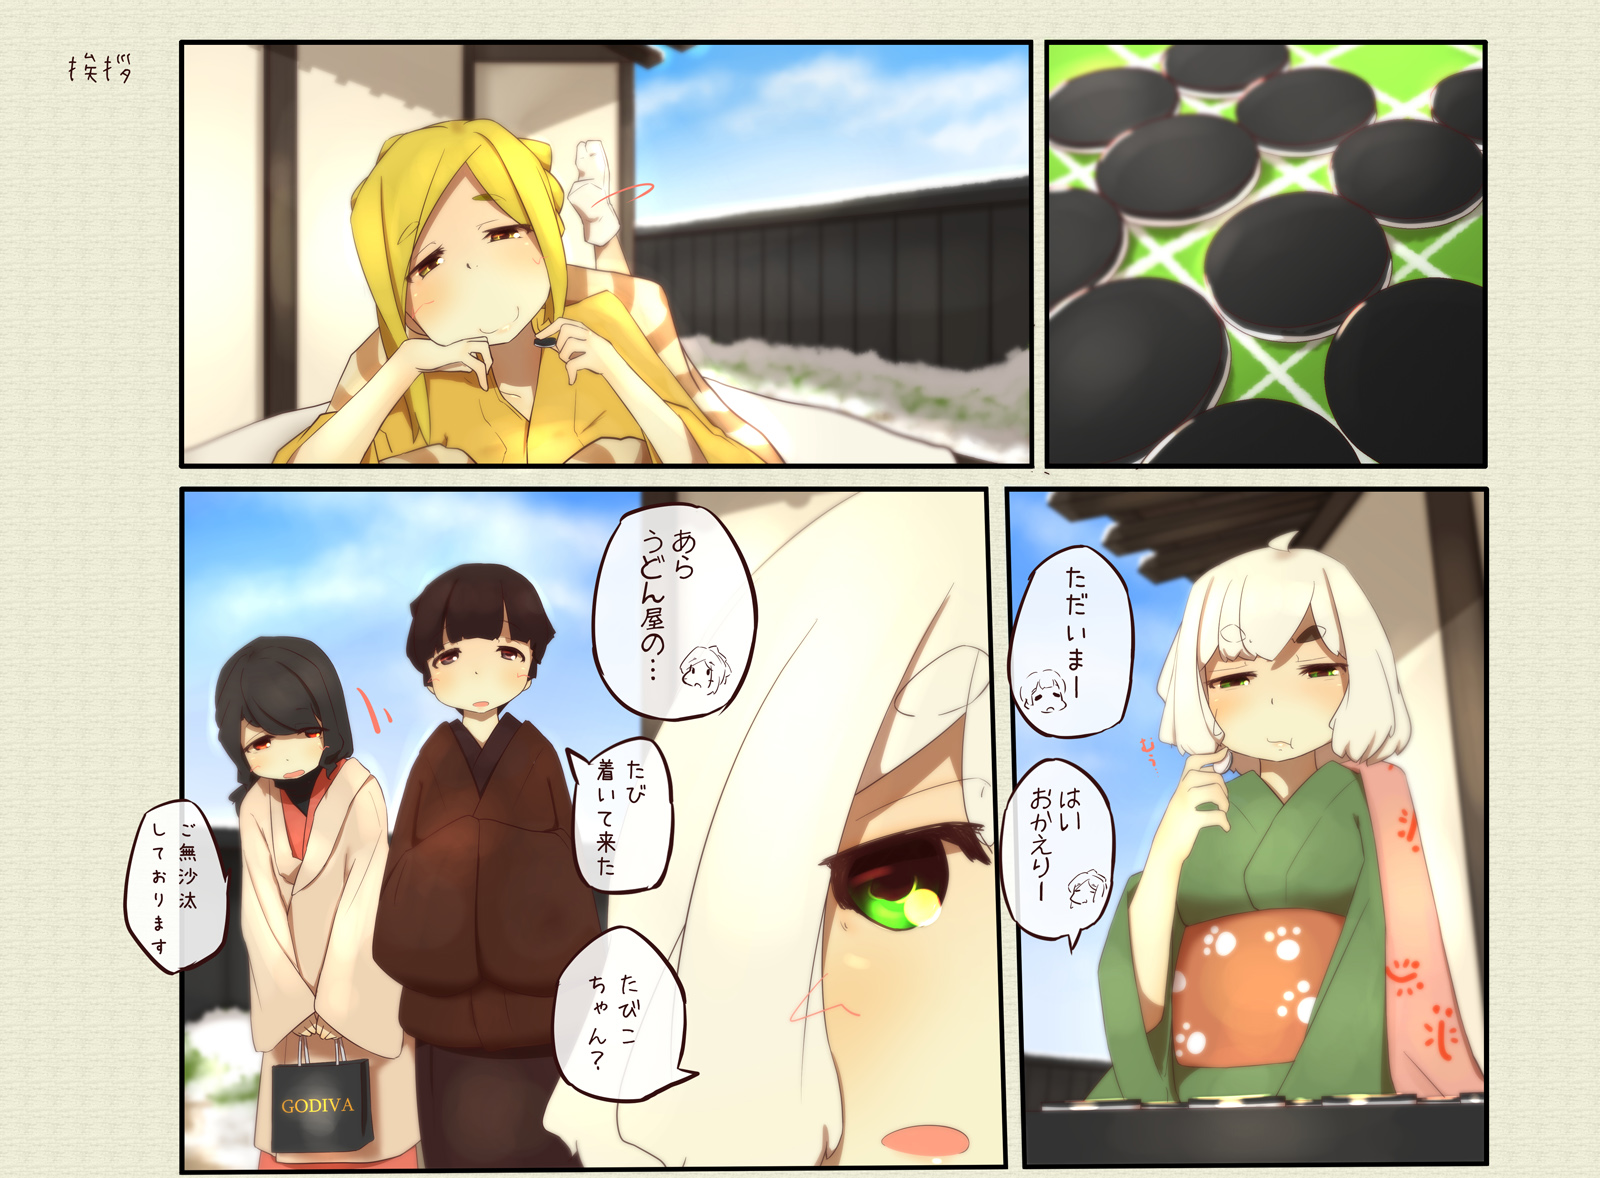 挨拶
ただいまー
むぅ
はい
おかえりー
あら
うどん屋の…
たび
着いて来た
たびこ
ちゃん？
ご無沙汰
しております
GODIVA